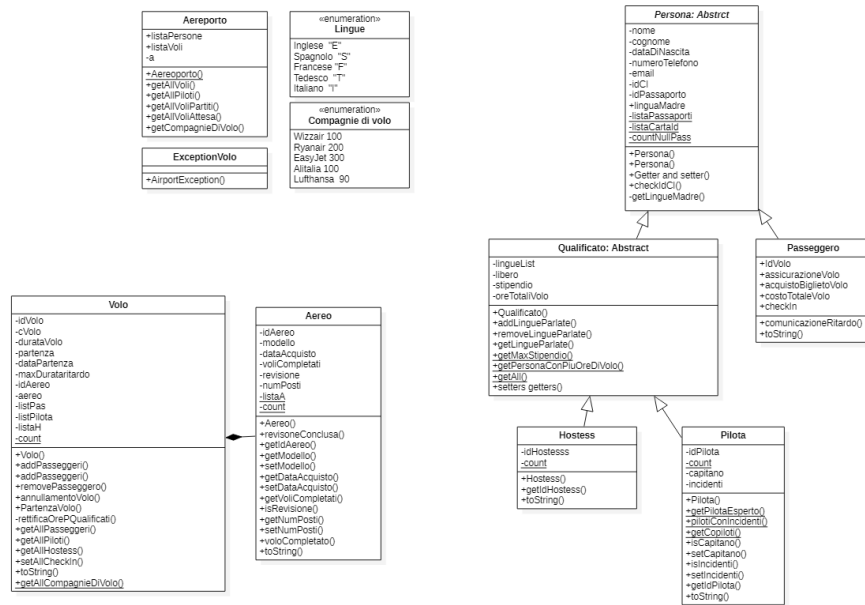 Aereporto
+listaPersone
+listaVoli
-a
+Aereoporto()
+getAllVoli()
+getAllPiloti()
+getAllVoliPartiti()
+getAllVoliAttesa()
+getCompagnieDiVolo()
ExceptionVolo
+AirportException()
«enumeration»
Lingue
Inglese "E"
Spagnolo "S"
Francese "F"
Tedesco "T"
Italiano "I"
«enumeration»
Compagnie di volo
Wizzair 100
Ryanair 200
EasyJet 300
Alitalia 100
Lufthansa 90
Persona: Abstrct
-nome
-cognome
-dataDiNascita
-numeroTelefono
-email
-idCI
-idPassaporto
+linguaMadre
-listaPassaporti
-listaCartaId
-countNullPass
+Persona()
+Persona()
+Getter and setter()
+checkIdCI()
-getLingueMadre()
Qualificato: Abstract
-lingueList
-libero
-stipendio
-oreTotaliVolo
+Qualificato()
+addLingueParlate()
+removeLingueParlate()
+getLingueParlate()
+getMaxStipendio()
+getPersonaConPiuOreDiVolo()
+getAll()
+setters getters()
Passeggero
+IdVolo
+assicurazioneVolo
+acquistoBiglietoVolo
+costoTotaleVolo
+checkIn
+comunicazioneRitardo()
+toString()
Volo
-idVolo
-cVolo
-durataVolo
-partenza
-dataPartenza
-maxDurataritardo
-idAereo
-aereo
-listPas
-listPilota
-listaH
-count
+Volo()
+addPasseggeri()
+addPasseggeri()
+removePasseggero()
+annullamentoVolo()
+PartenzaVolo()
-rettificaOrePQualificati()
+getAllPasseggeri()
+getAllPiloti()
+getAllHostess()
+setAllCheckIn()
+toString()
+getAllCompagnieDiVolo()
Aereo
-idAereo
-modello
-dataAcquisto
-voliCompletati
-revisione
-numPosti
-listaA
-count
+Aereo()
+revisoneConclusa()
+getIdAereo()
+getModello()
+setModello()
+getDataAcquisto()
+setDataAcquisto()
+getVoliCompletati()
+isRevisione()
+getNumPosti()
+setNumPosti()
+voloCompletato()
+toString()
Hostess
-idHostesss
-count
+Hostess()
+getIdHostess()
+toString()
Pilota
-idPilota
-count
-capitano
-incidenti
+Pilota()
+getPilotaEsperto()
+pilotiConIncidenti()
+getCopiloti()
+isCapitano()
+setCapitano()
+isIncidenti()
+setIncidenti()
+getIdPilota()
+toString()